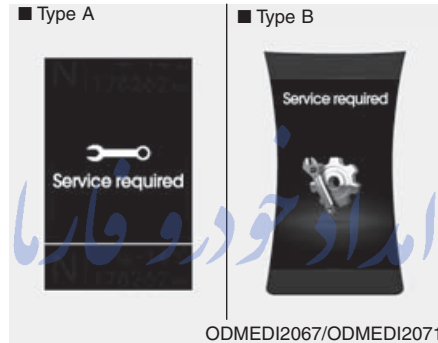 ■ Type A
■ Type B
Service required
Service required
امداد خودرو فارما
ODMEDI2067/ODMEDI2071